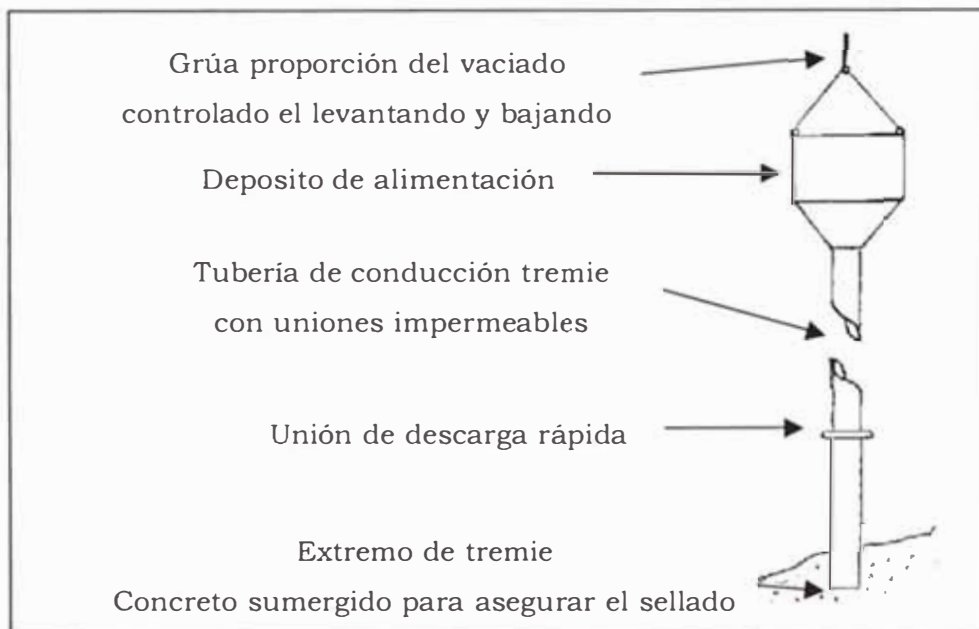 Grúa proporción del vaciado
controlado el levantando y bajando
Deposito de alimentación
Tubería de conducción tremie
con uniones impermeables
Unión de descarga rápida
Extremo de tremie
Concreto sumergido para asegurar el sellado